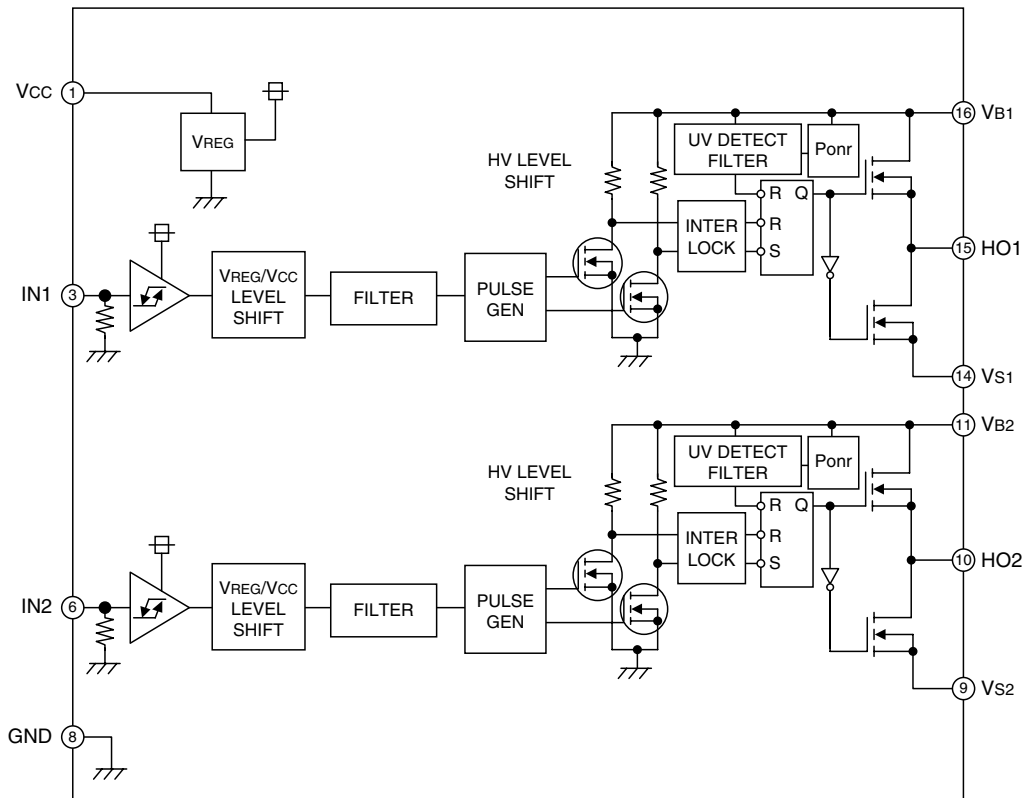 VCC 1
VREG
16 VB1
UV DETECT
FILTER
Ponr
HV LEVEL
SHIFT
R Q
R
S
INTER
LOCK
15 HO1
IN1 3
VREG/VCC
LEVEL
SHIFT
FILTER
PULSE
GEN
14 VS1
11 VB2
UV DETECT
FILTER
Ponr
HV LEVEL
SHIFT
R Q
R
S
INTER
LOCK
10 HO2
IN2 6
VREG/VCC
LEVEL
SHIFT
FILTER
PULSE
GEN
9 VS2
GND 8